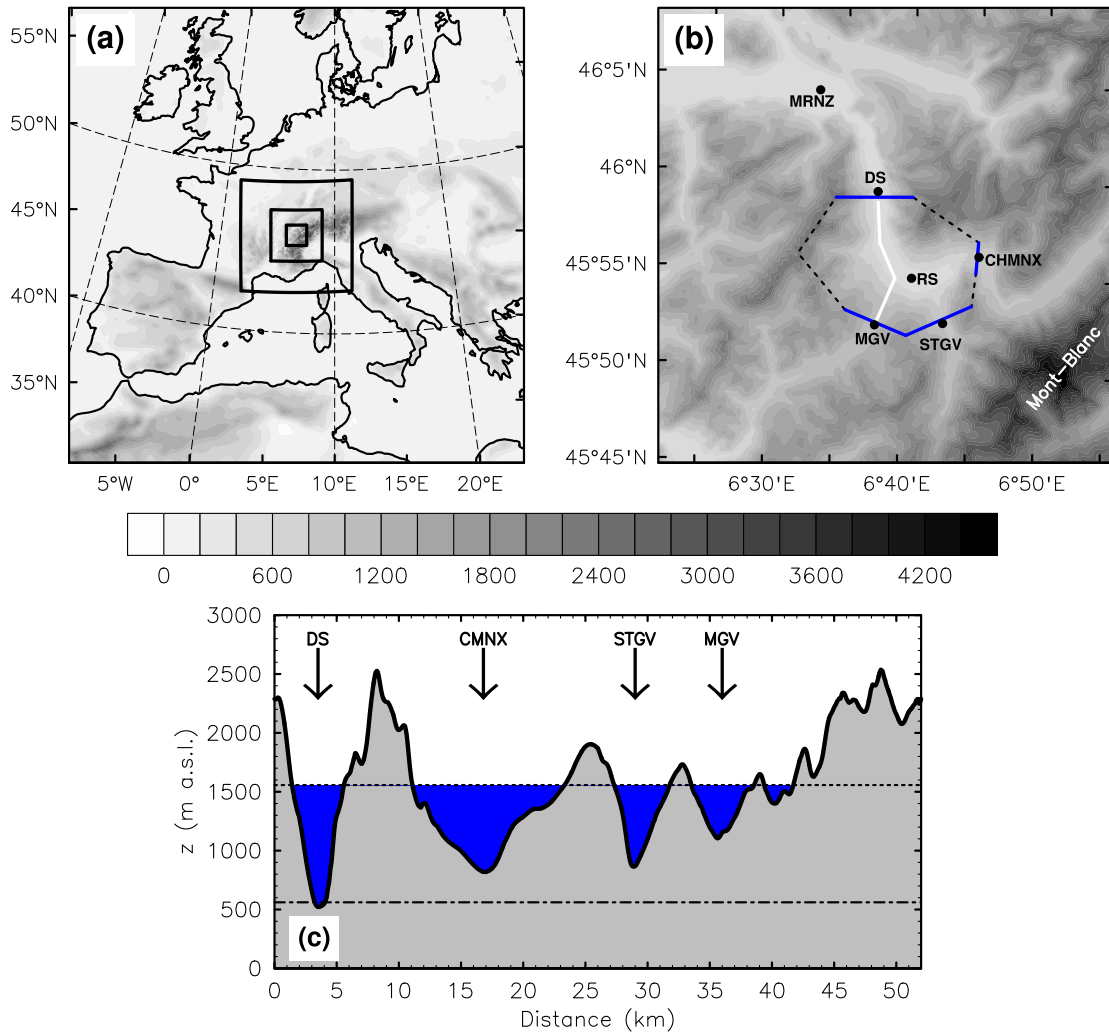 (a)
55°N
50°N
45°N
40°N
35°N
5°W 0° 5°E 10°E 15°E 20°E
(b)
46°5'N
46°N
45°55'N
45°50'N
45°45'N
MRNZ
DS
CHMNX
RS
MGV
STGV
Mont-Blanc
6°30'E 6°40'E 6°50'E
0 600 1200 1800 2400 3000 3600 4200
3000
2500
2000
1500
1000
500
0
z (m a.s.l.)
DS CMNX STGV MGV
(c)
0 5 10 15 20 25 30 35 40 45 50
Distance (km)